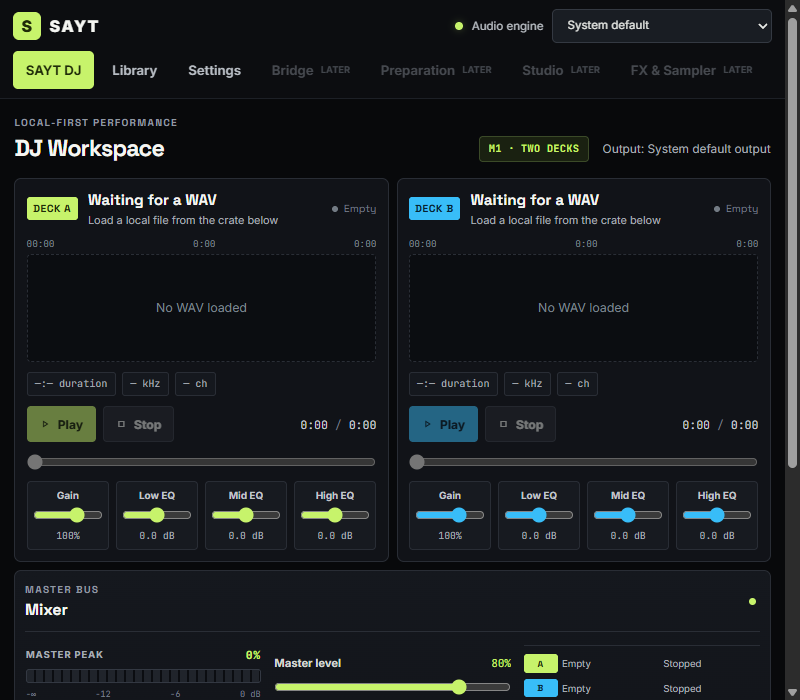 S SAYT
Audio engine System default
SAYT DJ Library Settings Bridge LATER Preparation LATER Studio LATER FX & Sampler LATER
LOCAL-FIRST PERFORMANCE
DJ Workspace
M1 · TWO DECKS Output: System default output
DECK A Waiting for a WAV
Load a local file from the crate below
Empty
00:00 0:00 0:00
No WAV loaded
—:— duration — kHz — ch
Play Stop 0:00 / 0:00
Gain Low EQ Mid EQ High EQ
100% 0.0 dB 0.0 dB 0.0 dB
DECK B Waiting for a WAV
Load a local file from the crate below
Empty
00:00 0:00 0:00
No WAV loaded
—:— duration — kHz — ch
Play Stop 0:00 / 0:00
Gain Low EQ Mid EQ High EQ
100% 0.0 dB 0.0 dB 0.0 dB
MASTER BUS
Mixer
MASTER PEAK 0%
-∞ -12 -6 0 dB
Master level 80%
A Empty Stopped
B Empty Stopped